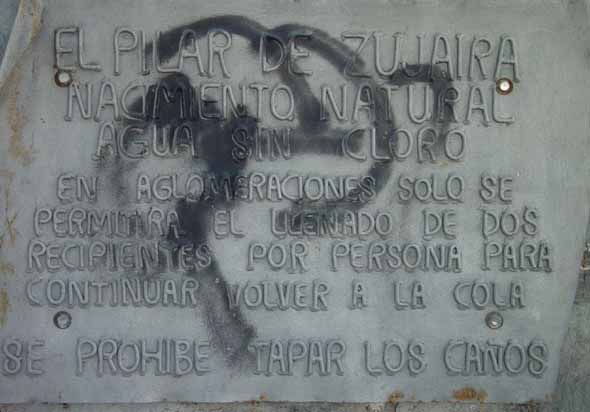 EL PILAR DE ZUJAIRA
NACIMIENTO NATURAL
AGUA SIN CLORO
EN AGLOMERACIONES SOLO SE
PERMITIRA EL LLENADO DE DOS
RECIPIENTES POR PERSONA PARA
CONTINUAR VOLVER A LA COLA
SE PROHIBE TAPAR LOS CAÑOS